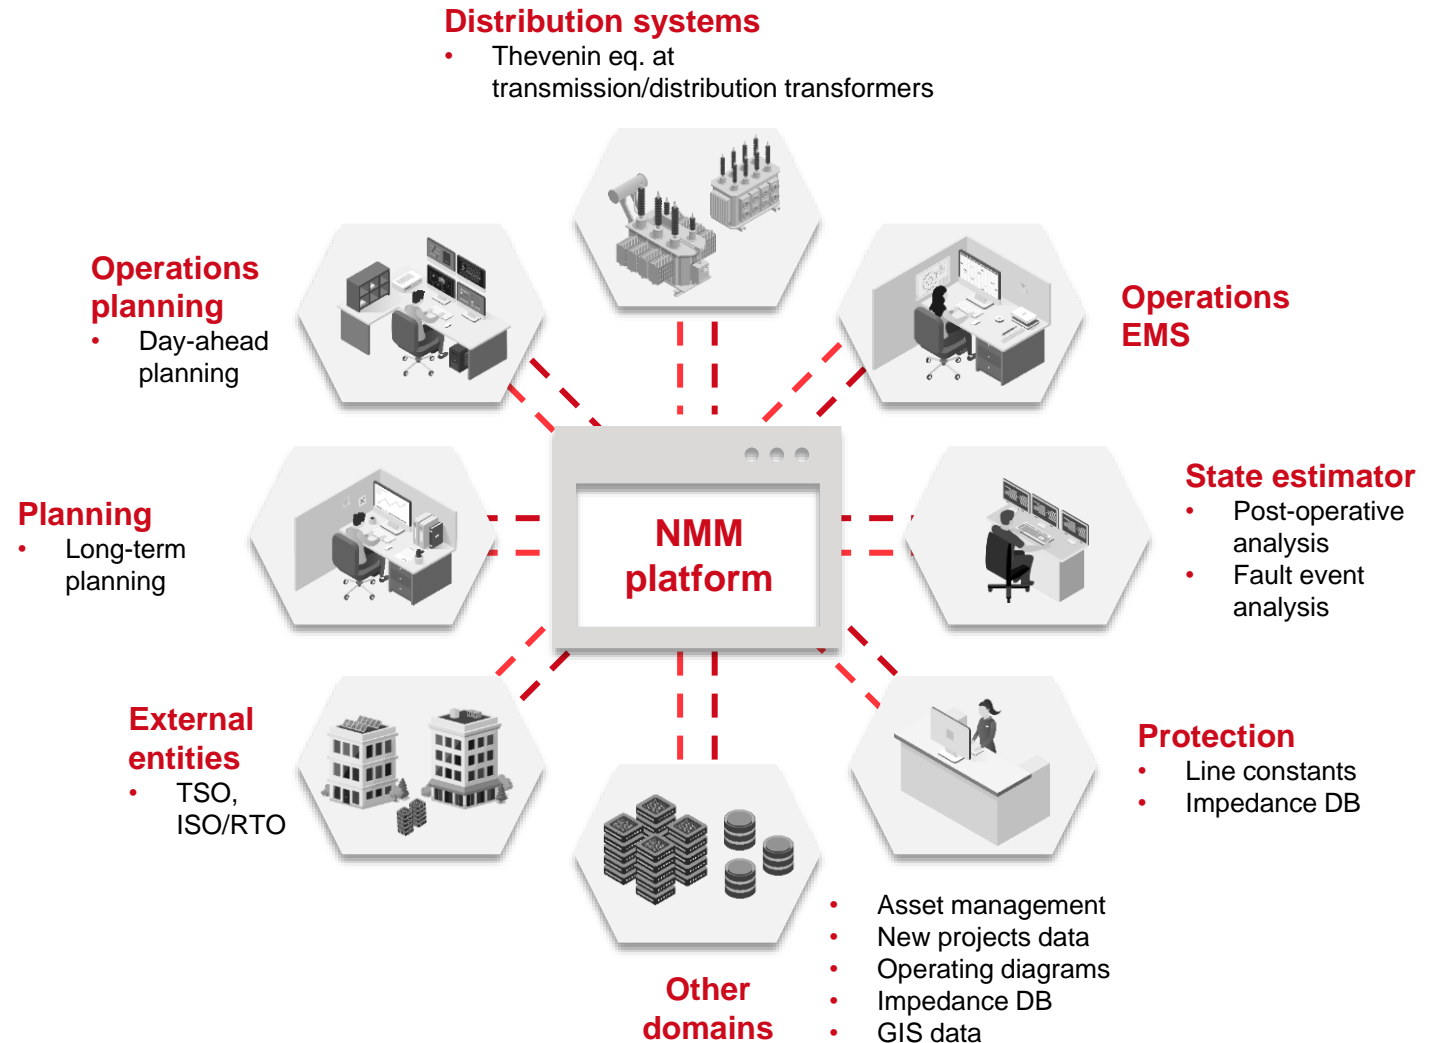 Distribution systems
• Thevenin eq. at
transmission/distribution transformers
Operations
planning
• Day-ahead
planning
Operations
EMS
Planning
• Long-term
planning
NMM
platform
State estimator
• Post-operative
analysis
• Fault event
analysis
External
entities
• TSO,
ISO/RTO
Protection
• Line constants
• Impedance DB
Other
domains
• Asset management
• New projects data
• Operating diagrams
• Impedance DB
• GIS data